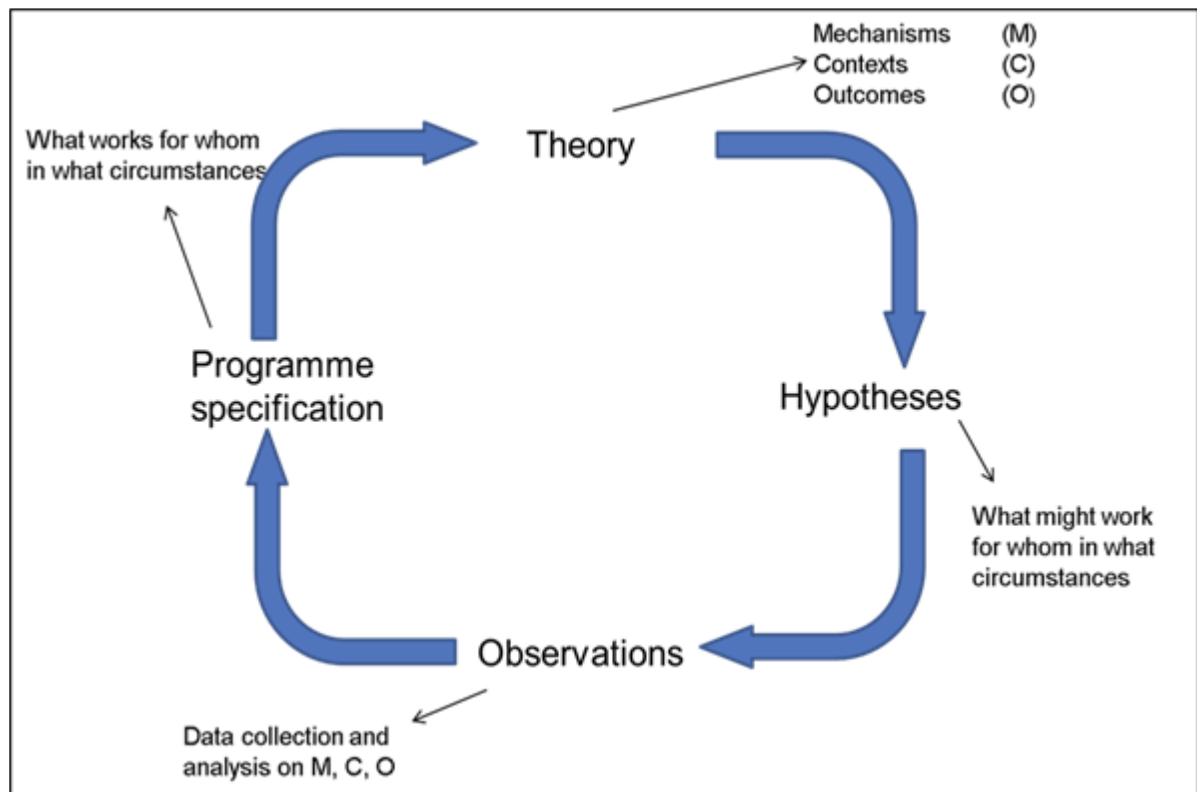 Mechanisms (M)
Contexts (C)
Outcomes (O)
Theory
What works for whom
in what circumstances
Programme
specification
Hypotheses
What might work
for whom in what
circumstances
Observations
Data collection and
analysis on M, C, O